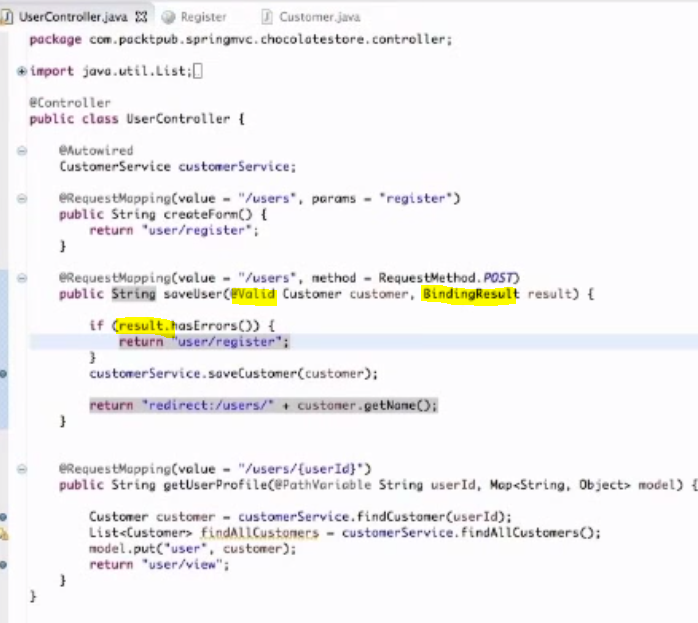 UserController.java Register Customer.java
package com.packtpub.springmvc.chocolatestore.controller;
import java.util.List;
@Controller
public class UserController {
@Autowired
CustomerService customerService;
@RequestMapping(value = "/users", params = "register")
public String createForm() {
return "user/register";
}
@RequestMapping(value = "/users", method = RequestMethod.POST)
public String saveUser(@Valid Customer customer, BindingResult result) {
if (result.hasErrors()) {
return "user/register";
}
customerService.saveCustomer(customer);
return "redirect:/users/" + customer.getName();
}
@RequestMapping(value = "/users/{userId}")
public String getUserProfile(@PathVariable String userId, Map<String, Object> model) {
Customer customer = customerService.findCustomer(userId);
List<Customer> findAllCustomers = customerService.findAllCustomers();
model.put("user", customer);
return "user/view";
}
}